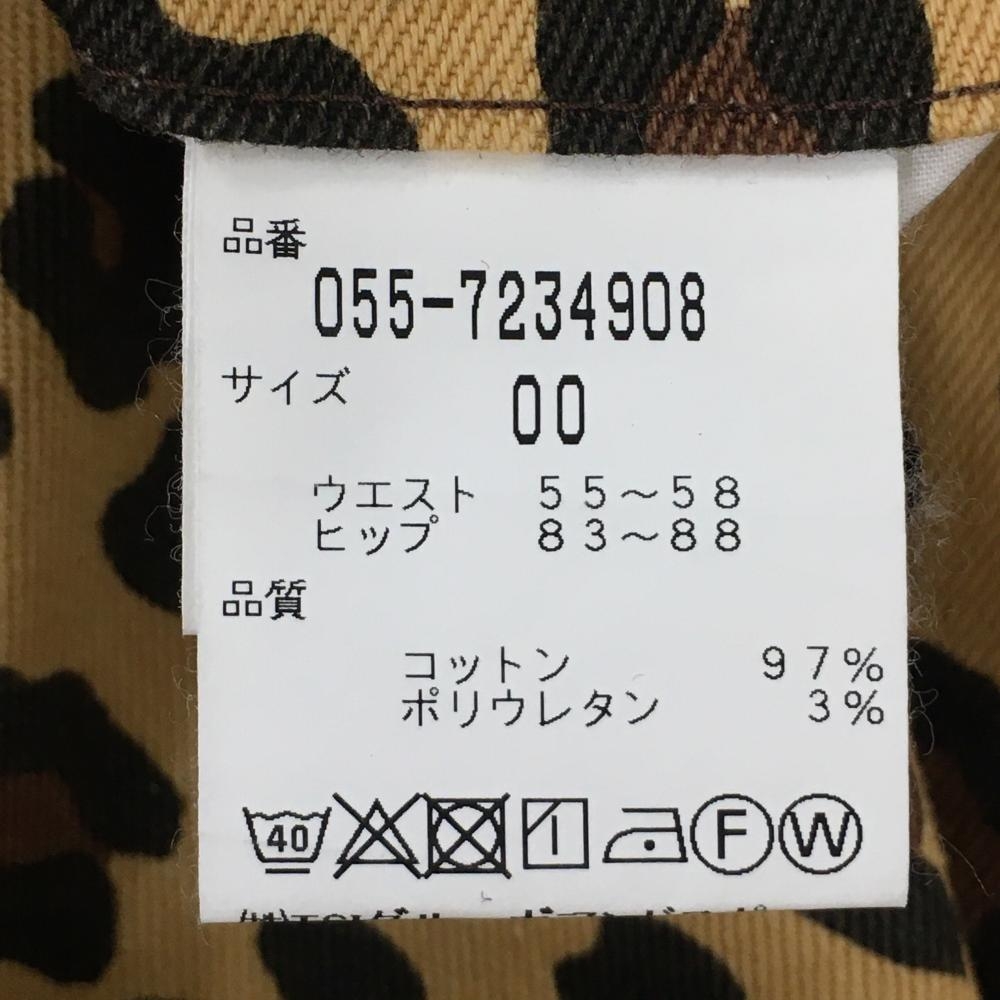 品番
055-7234908
サイズ
00
ウエスト 55～58
ヒップ 83～88
品質
コットン 97%
ポリウレタン 3%
40 F W